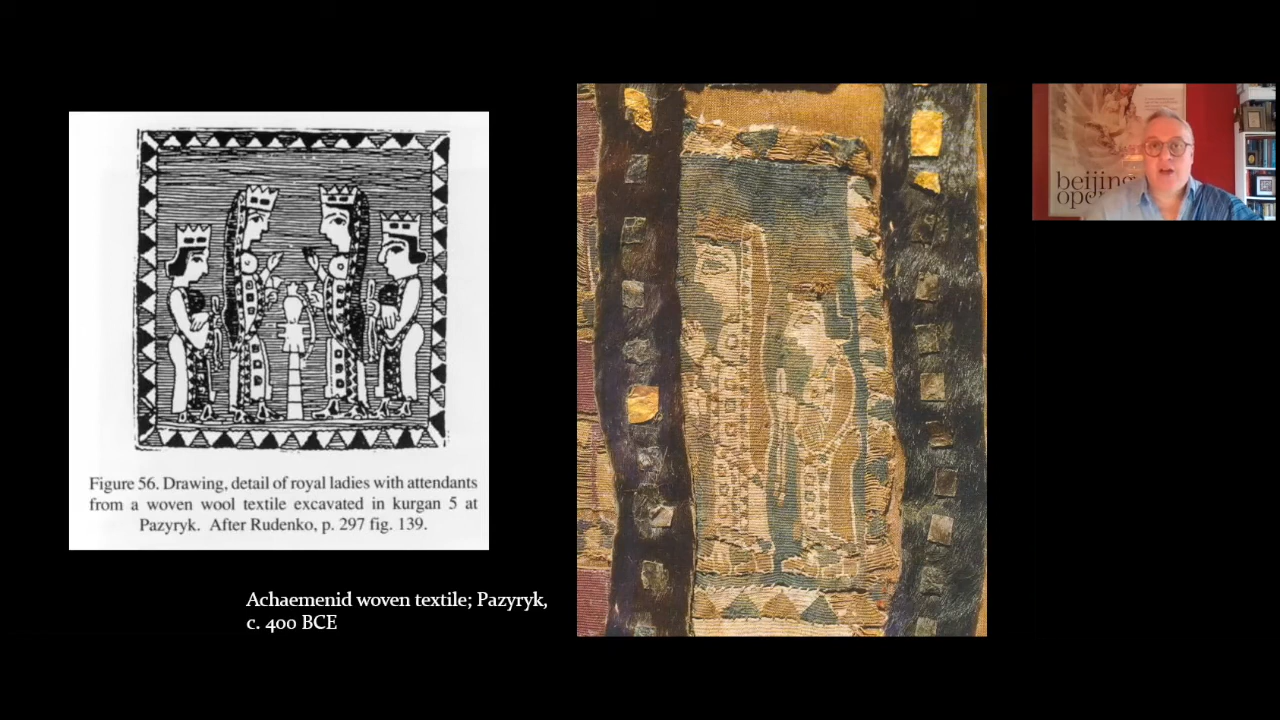 Figure 56. Drawing, detail of royal ladies with attendants
from a woven wool textile excavated in kurgan 5 at
Pazyryk. After Rudenko, p. 297 fig. 139.
Achaemenid woven textile; Pazyryk,
c. 400 BCE
beijing